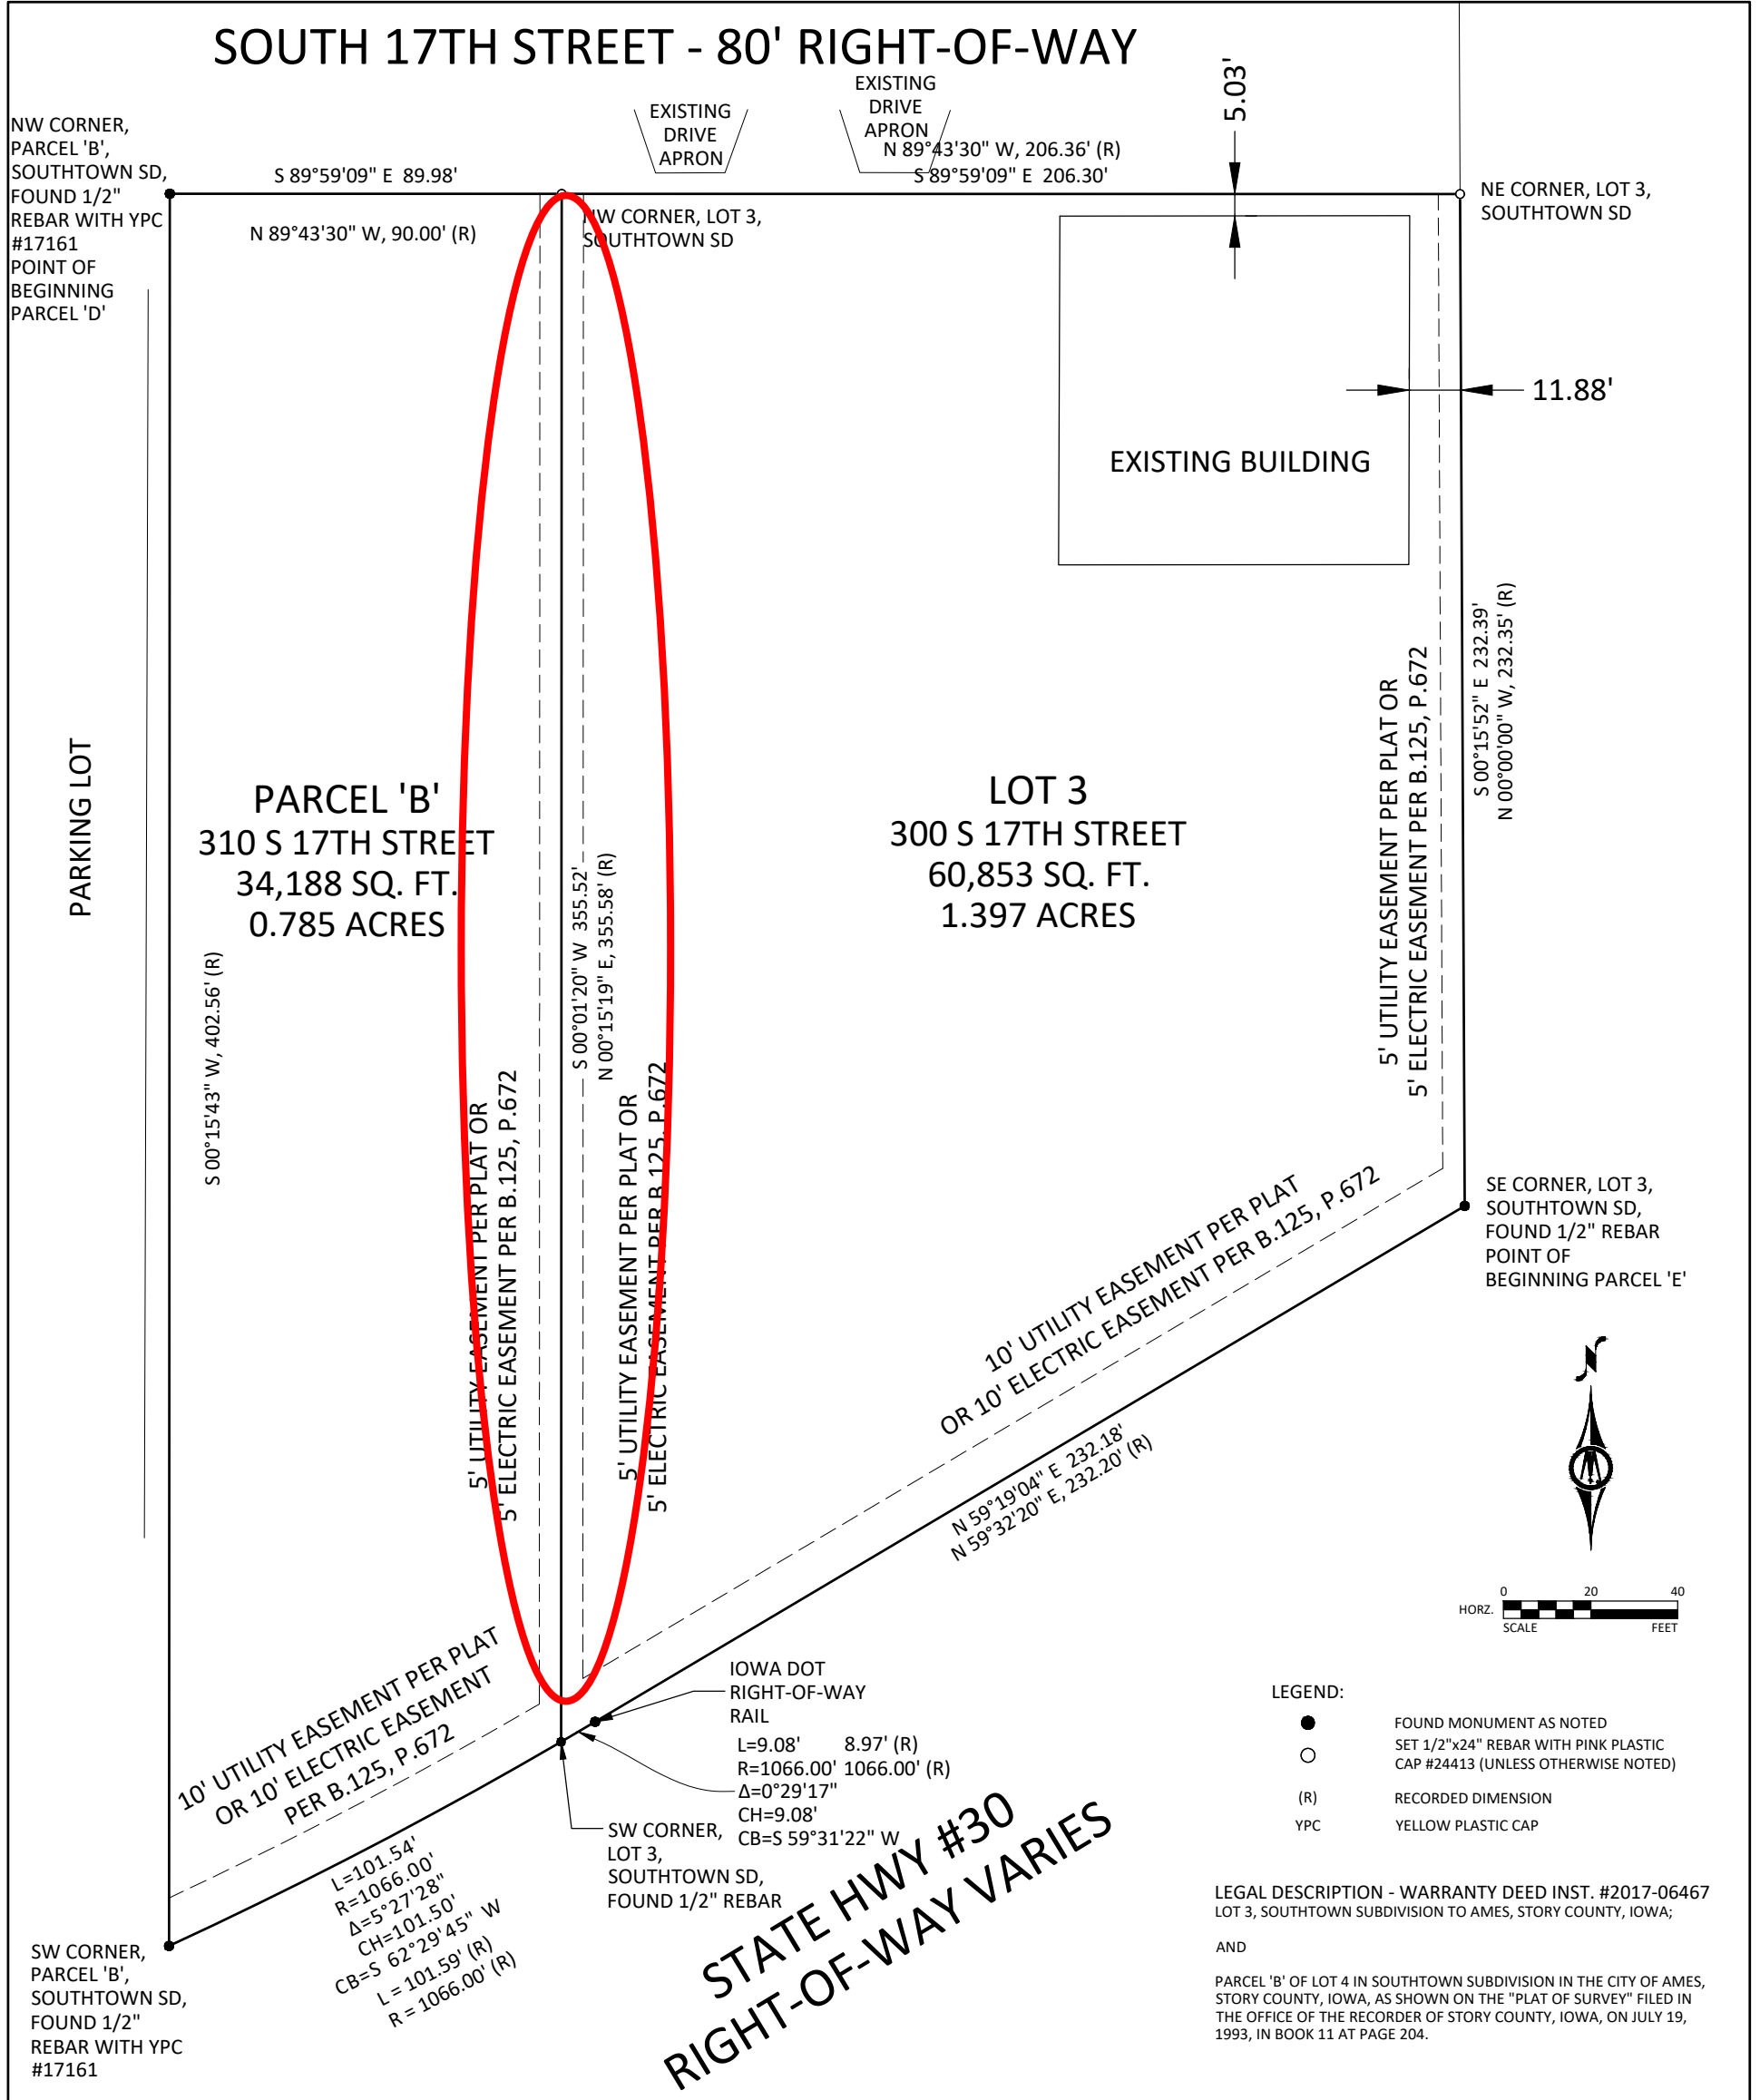 SOUTH 17TH STREET - 80' RIGHT-OF-WAY
5.03'
EXISTING
DRIVE
APRON
EXISTING
DRIVE
APRON
NW CORNER,
PARCEL 'B',
SOUTHTOWN SD,
FOUND 1/2"
REBAR WITH YPC
#17161
POINT OF
BEGINNING
PARCEL 'D'
S 89°59'09" E 89.98'
N 89°43'30" W, 90.00' (R)
N 89°43'30" W, 206.36' (R)
S 89°59'09" E 206.30'
NW CORNER, LOT 3,
SOUTHTOWN SD
NE CORNER, LOT 3,
SOUTHTOWN SD
11.88'
EXISTING BUILDING
PARKING LOT
PARCEL 'B'
310 S 17TH STREET
34,188 SQ. FT.
0.785 ACRES
S 00°15'43" W, 402.56' (R)
S 00°01'20" W 355.52'
N 00°15'19" E, 355.58' (R)
LOT 3
300 S 17TH STREET
60,853 SQ. FT.
1.397 ACRES
5' UTILITY EASEMENT PER PLAT OR
5' ELECTRIC EASEMENT PER B.125, P.672
S 00°15'52" E 232.39'
N 00°00'00" W, 232.35' (R)
5' UTILITY EASEMENT PER PLAT OR
5' ELECTRIC EASEMENT PER B.125, P.672
5' UTILITY EASEMENT PER PLAT OR
5' ELECTRIC EASEMENT PER B.125, P.672
10' UTILITY EASEMENT PER PLAT
OR 10' ELECTRIC EASEMENT PER B.125, P.672
N 59°19'04" E 232.18'
N 59°32'20" E, 232.20' (R)
SE CORNER, LOT 3,
SOUTHTOWN SD,
FOUND 1/2" REBAR
POINT OF
BEGINNING PARCEL 'E'
N
0 20 40
HORZ.
SCALE FEET
10' UTILITY EASEMENT PER PLAT
OR 10' ELECTRIC EASEMENT
PER B.125, P.672
IOWA DOT
RIGHT-OF-WAY
RAIL
L=9.08' 8.97' (R)
R=1066.00' 1066.00' (R)
Δ=0°29'17"
CH=9.08'
CB=S 59°31'22" W
SW CORNER,
LOT 3,
SOUTHTOWN SD,
FOUND 1/2" REBAR
L=101.54'
R=1066.00'
Δ=5°27'28"
CH=101.50'
CB=S 62°29'45" W
L = 101.59' (R)
R = 1066.00' (R)
SW CORNER,
PARCEL 'B',
SOUTHTOWN SD,
FOUND 1/2"
REBAR WITH YPC
#17161
STATE HWY #30
RIGHT-OF-WAY VARIES
LEGEND:
FOUND MONUMENT AS NOTED
SET 1/2"x24" REBAR WITH PINK PLASTIC
CAP #24413 (UNLESS OTHERWISE NOTED)
(R) RECORDED DIMENSION
YPC YELLOW PLASTIC CAP
LEGAL DESCRIPTION - WARRANTY DEED INST. #2017-06467
LOT 3, SOUTHTOWN SUBDIVISION TO AMES, STORY COUNTY, IOWA;
AND
PARCEL 'B' OF LOT 4 IN SOUTHTOWN SUBDIVISION IN THE CITY OF AMES,
STORY COUNTY, IOWA, AS SHOWN ON THE "PLAT OF SURVEY" FILED IN
THE OFFICE OF THE RECORDER OF STORY COUNTY, IOWA, ON JULY 19,
1993, IN BOOK 11 AT PAGE 204.